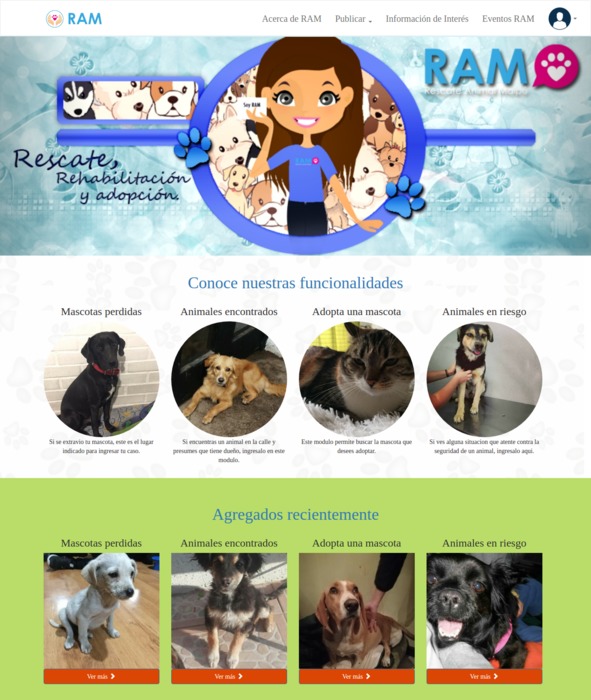 RAM
Acerca de RAM
Publicar
Información de Interés
Eventos RAM
RAM
Soy RAM
RAM
Rescate,
Rehabilitación
y adopción.
Conoce nuestras funcionalidades
Mascotas perdidas
Animales encontrados
Adopta una mascota
Animales en riesgo
Si se extravio tu mascota, este es el lugar
indicado para ingresar tu caso.
Si encuentras un animal en la calle y
presumes que tiene dueño, ingresalo en este
modulo.
Este modulo permite buscar la mascota que
desees adoptar.
Si ves alguna situacion que atente contra la
seguridad de un animal, ingresalo aqui.
Agregados recientemente
Mascotas perdidas
Animales encontrados
Adopta una mascota
Animales en riesgo
Ver más
Ver más
Ver más
Ver más